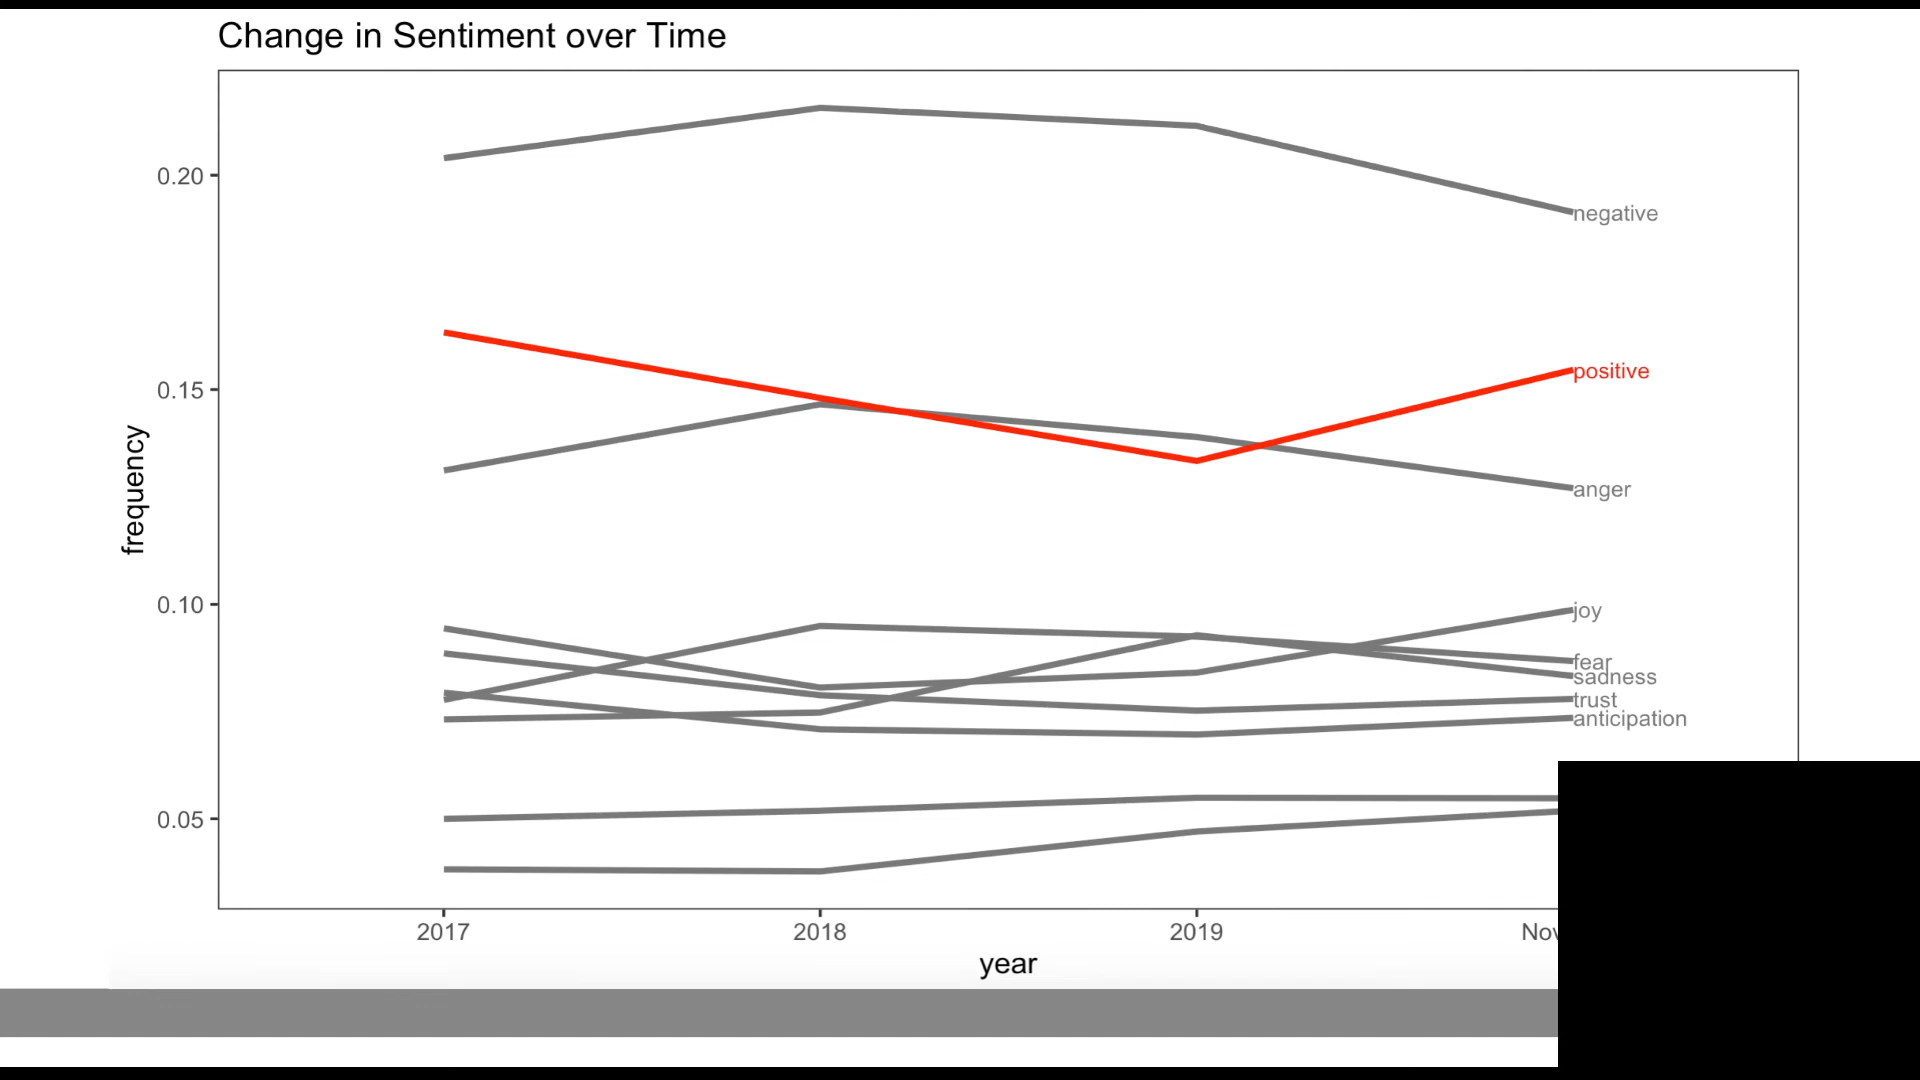 Change in Sentiment over Time
0.20
0.15
0.10
0.05
frequency
negative
positive
anger
joy
fear
sadness
trust
anticipation
2017
2018
2019
year